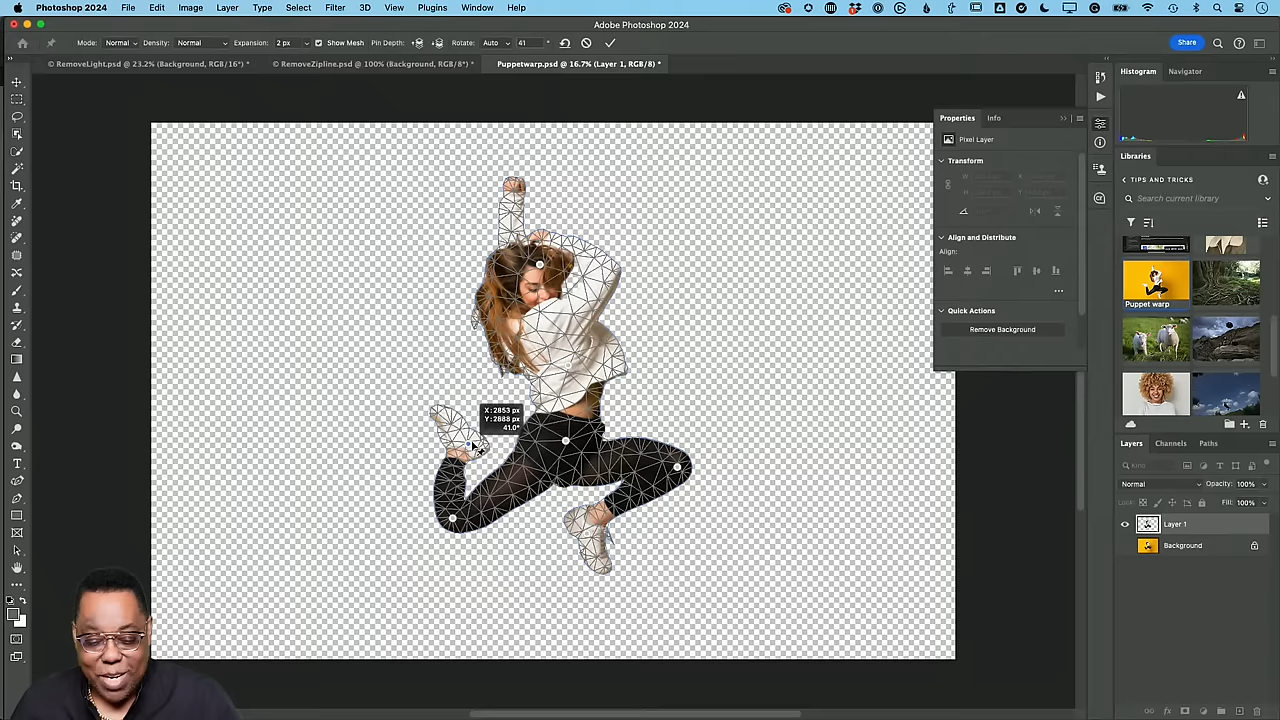 Photoshop 2024 File Edit Image Layer Type Select Filter 3D View Plugins Window Help
Adobe Photoshop 2024
Mode: Normal Density: Normal Expansion: 2 px Show Mesh Pin Depth: Rotate: Auto 41 °
Share
RemoveLight.psd @ 23.2% (Background, RGB/16*) *
RemoveZipline.psd @ 100% (Background, RGB/8*) *
Puppetwarp.psd @ 16.7% (Layer 1, RGB/8) *
X: 2853 px
Y: 2888 px
41.0°
Properties Info
Pixel Layer
Transform
Align and Distribute
Align:
Quick Actions
Remove Background
Histogram Navigator
Libraries
TIPS AND TRICKS
Search current library
Puppet warp
Layers Channels Paths
Kind
Normal Opacity: 100%
Lock: Fill: 100%
Layer 1
Background